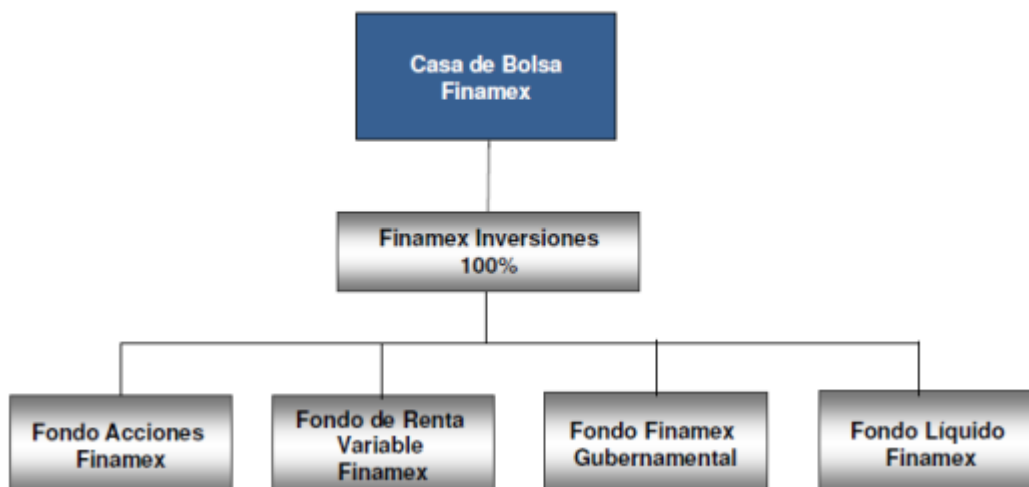 Casa de Bolsa
Finamex
Finamex Inversiones
100%
Fondo Acciones
Finamex
Fondo de Renta
Variable
Finamex
Fondo Finamex
Gubernamental
Fondo Líquido
Finamex